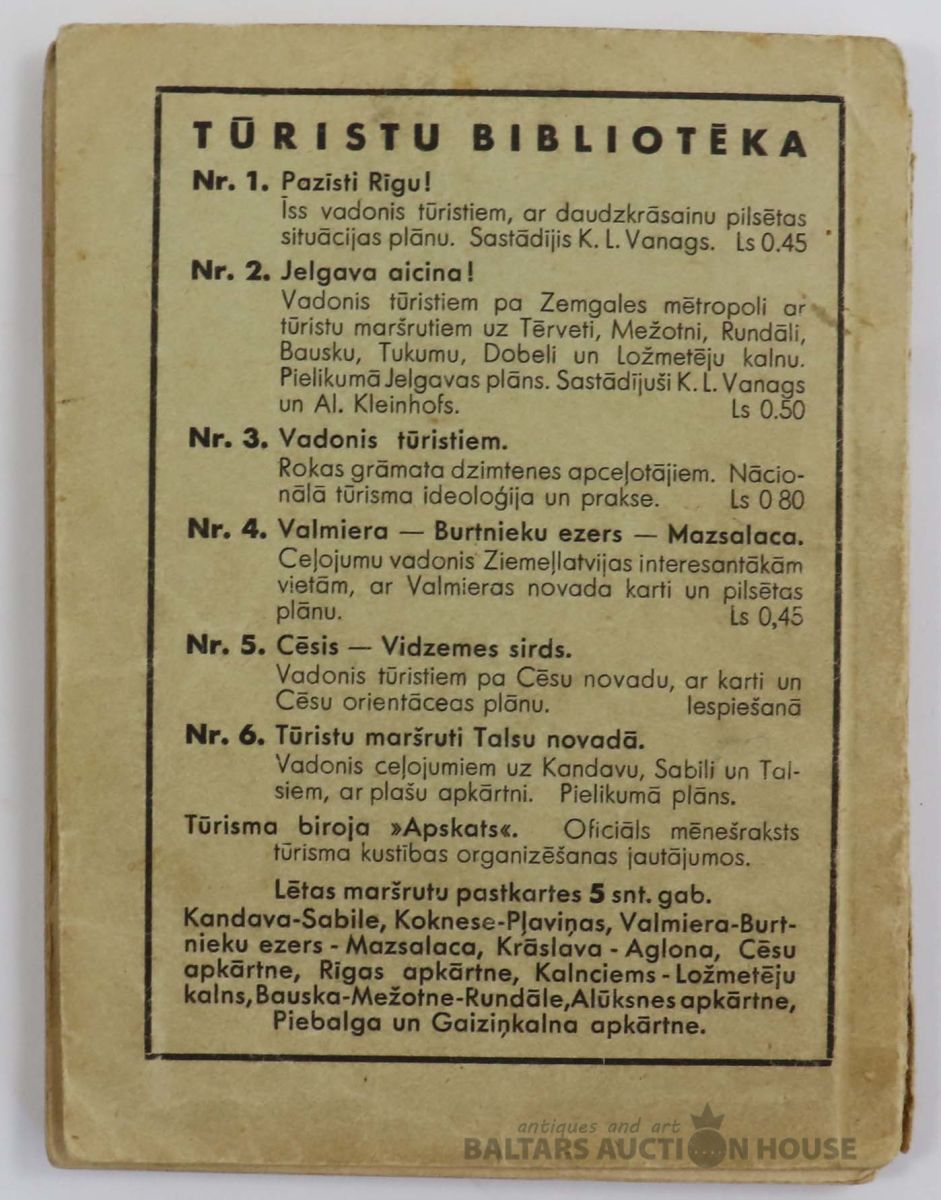 TŪRISTU BIBLIOTĒKA
Nr. 1. Pazīsti Rīgu!
Īss vadonis tūristiem, ar daudzkrāsainu pilsētas
situācijas plānu. Sastādījis K. L. Vanags. Ls 0.45
Nr. 2. Jelgava aicina!
Vadonis tūristiem pa Zemgales mētropoli ar
tūristu maršrutiem uz Tērveti, Mežotni, Rundāli,
Bausku, Tukumu, Dobeli un Ložmetēju kalnu.
Pielikumā Jelgavas plāns. Sastādījuši K. L. Vanags
un Al. Kleinhofs. Ls 0.50
Nr. 3. Vadonis tūristiem.
Rokas grāmata dzimtenes apceļotājiem. Nācio-
nālā tūrisma ideoloģija un prakse. Ls 0 80
Nr. 4. Valmiera — Burtnieku ezers — Mazsalaca.
Ceļojumu vadonis Ziemeļlatvijas interesantākām
vietām, ar Valmieras novada karti un pilsētas
plānu. Ls 0,45
Nr. 5. Cēsis — Vidzemes sirds.
Vadonis tūristiem pa Cēsu novadu, ar karti un
Cēsu orientāceas plānu. Iespiešanā
Nr. 6. Tūristu maršruti Talsu novadā.
Vadonis ceļojumiem uz Kandavu, Sabili un Tal-
siem, ar plašu apkārtni. Pielikumā plāns.
Tūrisma biroja »Apskats«. Oficiāls mēnešraksts
tūrisma kustības organizēšanas jautājumos.
Lētas maršrutu pastkartes 5 snt. gab.
Kandava-Sabile, Koknese-Pļaviņas, Valmiera-Burt-
nieku ezers - Mazsalaca, Krāslava - Aglona, Cēsu
apkārtne, Rīgas apkārtne, Kalnciems - Ložmetēju
kalns, Bauska-Mežotne-Rundāle, Alūksnes apkārtne,
Piebalga un Gaiziņkalna apkārtne.
antiques and art
BALTARS AUCTION HOUSE